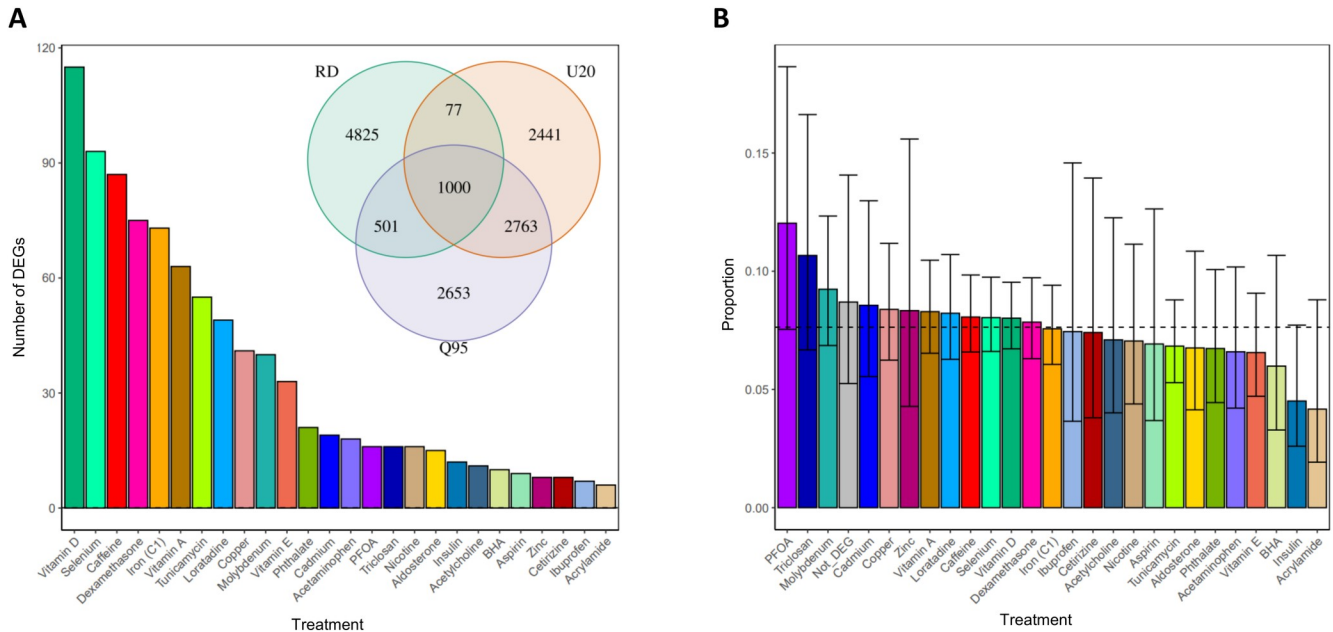 A
B
Number of DEGs
120
90
60
30
0
RD
U20
4825
77
2441
1000
501
2763
2653
Q95
Vitamin D
Selenium
Caffeine
Dexamethasone
Iron (C1)
Vitamin A
Tunicamycin
Loratadine
Copper
Molybdenum
Vitamin E
Phthalate
Cadmium
Acetaminophen
PFOA
Triclosan
Nicotine
Aldosterone
Insulin
Acetylcholine
BHA
Aspirin
Zinc
Cetirizine
Ibuprofen
Acrylamide
Treatment
Proportion
0.15
0.10
0.05
0.00
PFOA
Triclosan
Molybdenum
Not_DEG
Cadmium
Copper
Zinc
Vitamin A
Loratadine
Caffeine
Selenium
Vitamin D
Dexamethasone
Iron (C1)
Ibuprofen
Cetirizine
Acetylcholine
Nicotine
Aspirin
Tunicamycin
Aldosterone
Phthalate
Acetaminophen
Vitamin E
BHA
Insulin
Acrylamide
Treatment